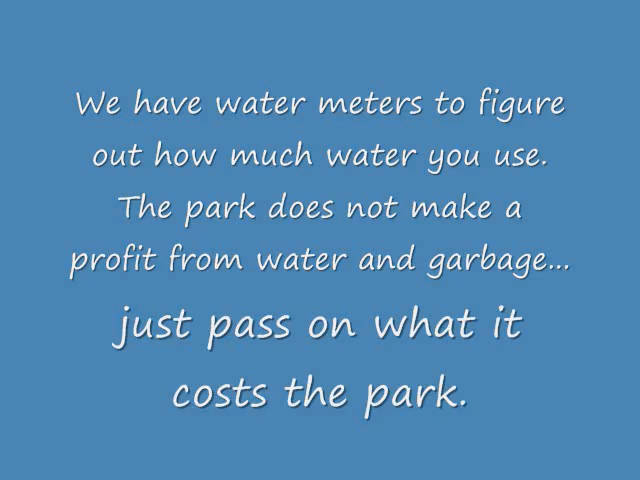 We have water meters to figure
out how much water you use.
The park does not make a
profit from water and garbage...
just pass on what it
costs the park.